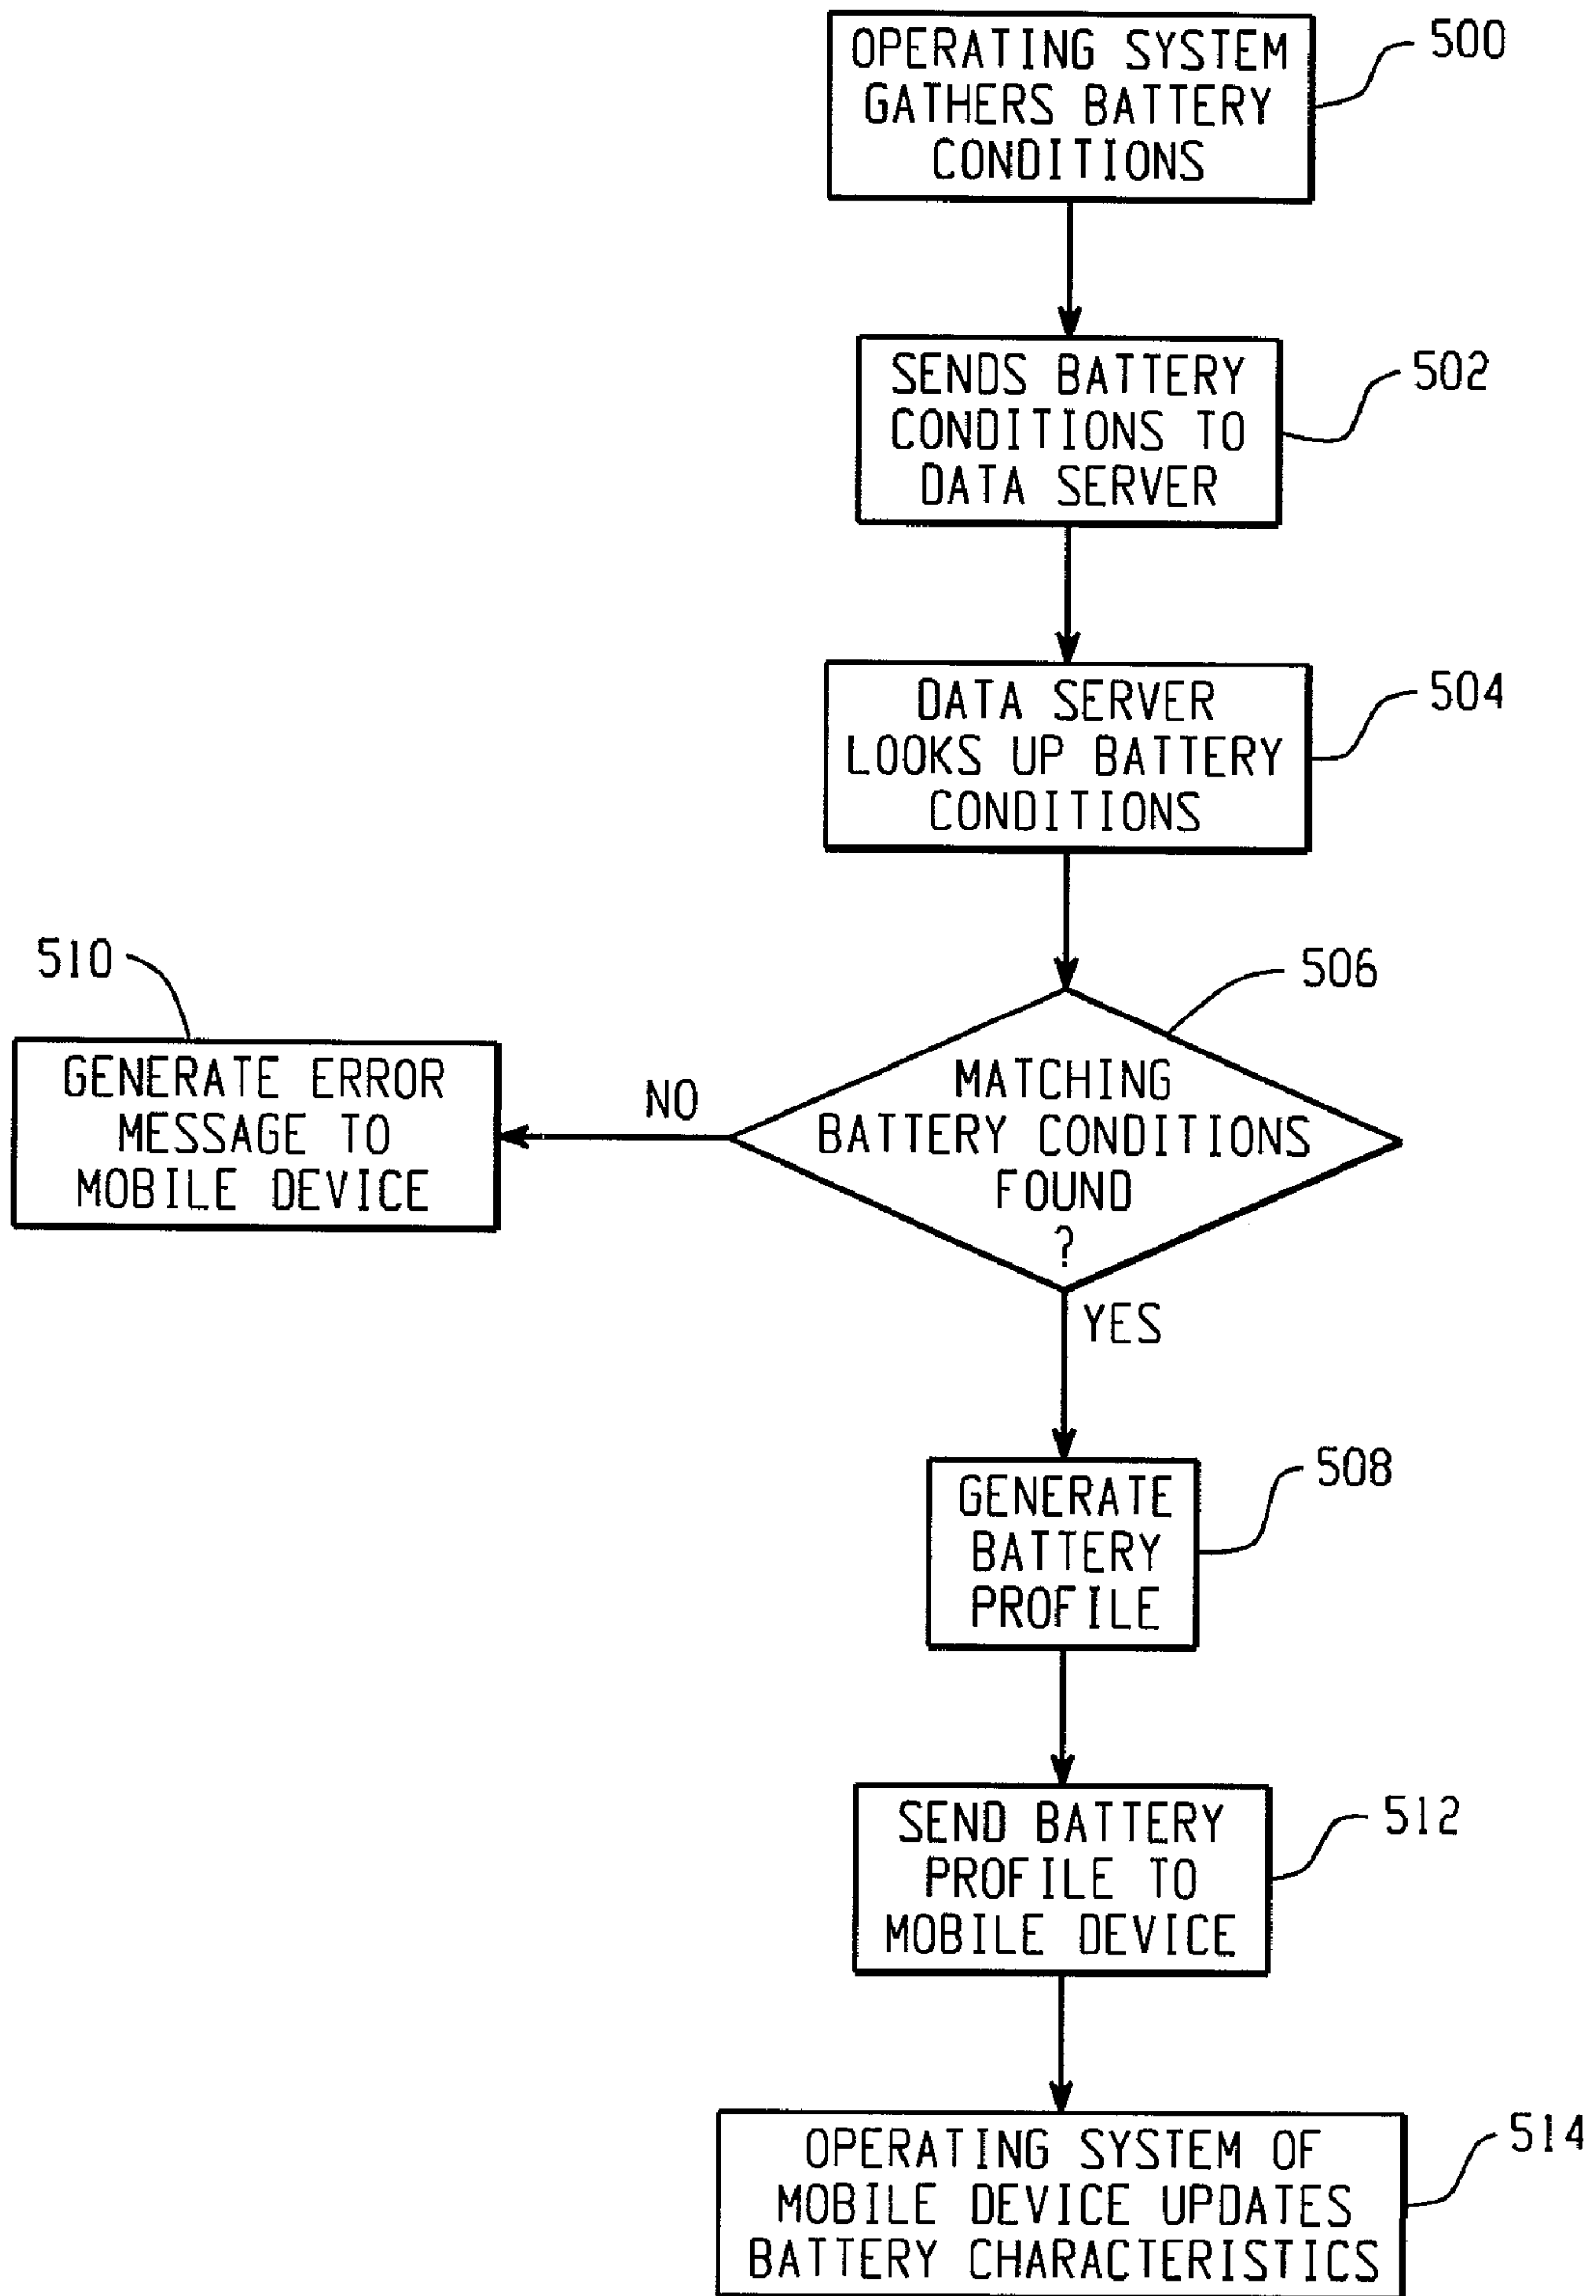 OPERATING SYSTEM
GATHERS BATTERY
CONDITIONS
500
SENDS BATTERY
CONDITIONS TO
DATA SERVER
502
DATA SERVER
LOOKS UP BATTERY
CONDITIONS
504
506
MATCHING
BATTERY CONDITIONS
FOUND
?
NO
510
GENERATE ERROR
MESSAGE TO
MOBILE DEVICE
YES
GENERATE
BATTERY
PROFILE
508
SEND BATTERY
PROFILE TO
MOBILE DEVICE
512
OPERATING SYSTEM OF
MOBILE DEVICE UPDATES
BATTERY CHARACTERISTICS
514